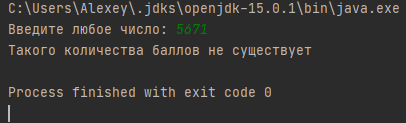 C:\Users\Alexey\.jdks\openjdk-15.0.1\bin\java.exe
Введите любое число: 5671
Такого количества баллов не существует
Process finished with exit code 0